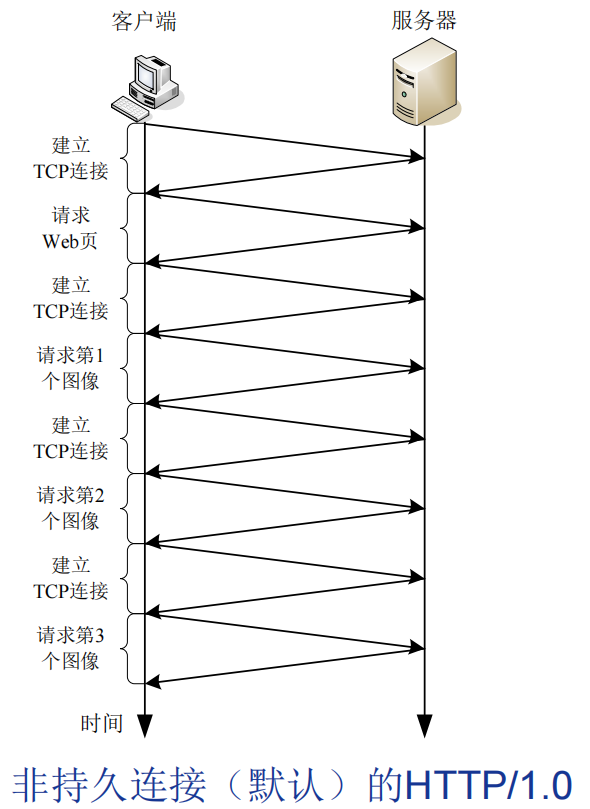 客户端
服务器
建立
TCP连接
请求
Web页
建立
TCP连接
请求第1
个图像
建立
TCP连接
请求第2
个图像
建立
TCP连接
请求第3
个图像
时间
非持久连接（默认）的HTTP/1.0